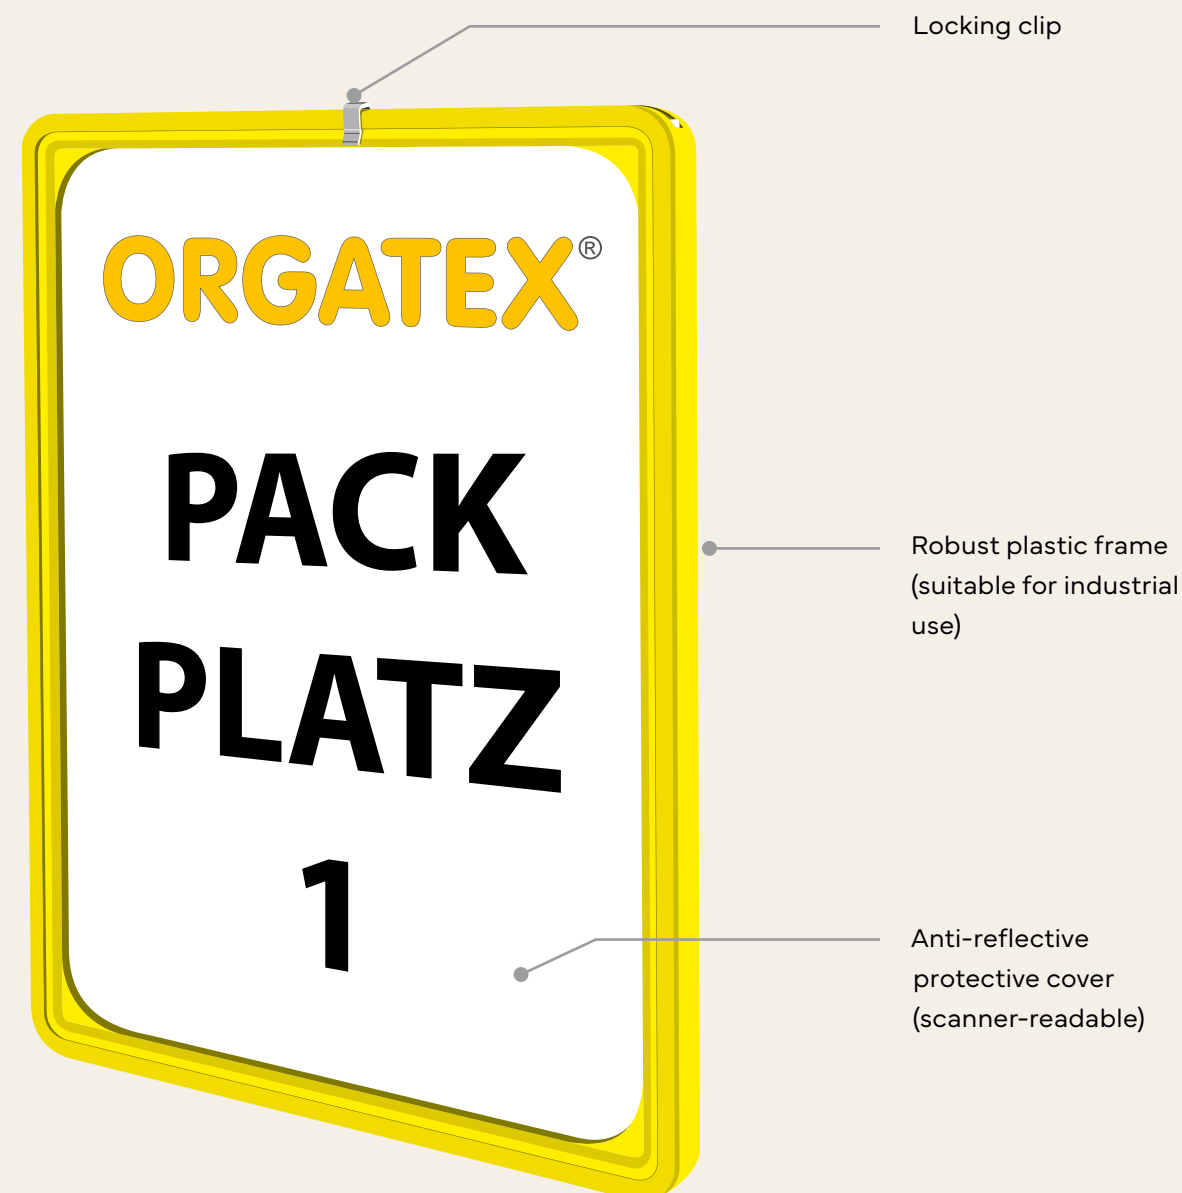 Locking clip
ORGATEX®
PACK
PLATZ
1
Robust plastic frame
(suitable for industrial
use)
Anti-reflective
protective cover
(scanner-readable)